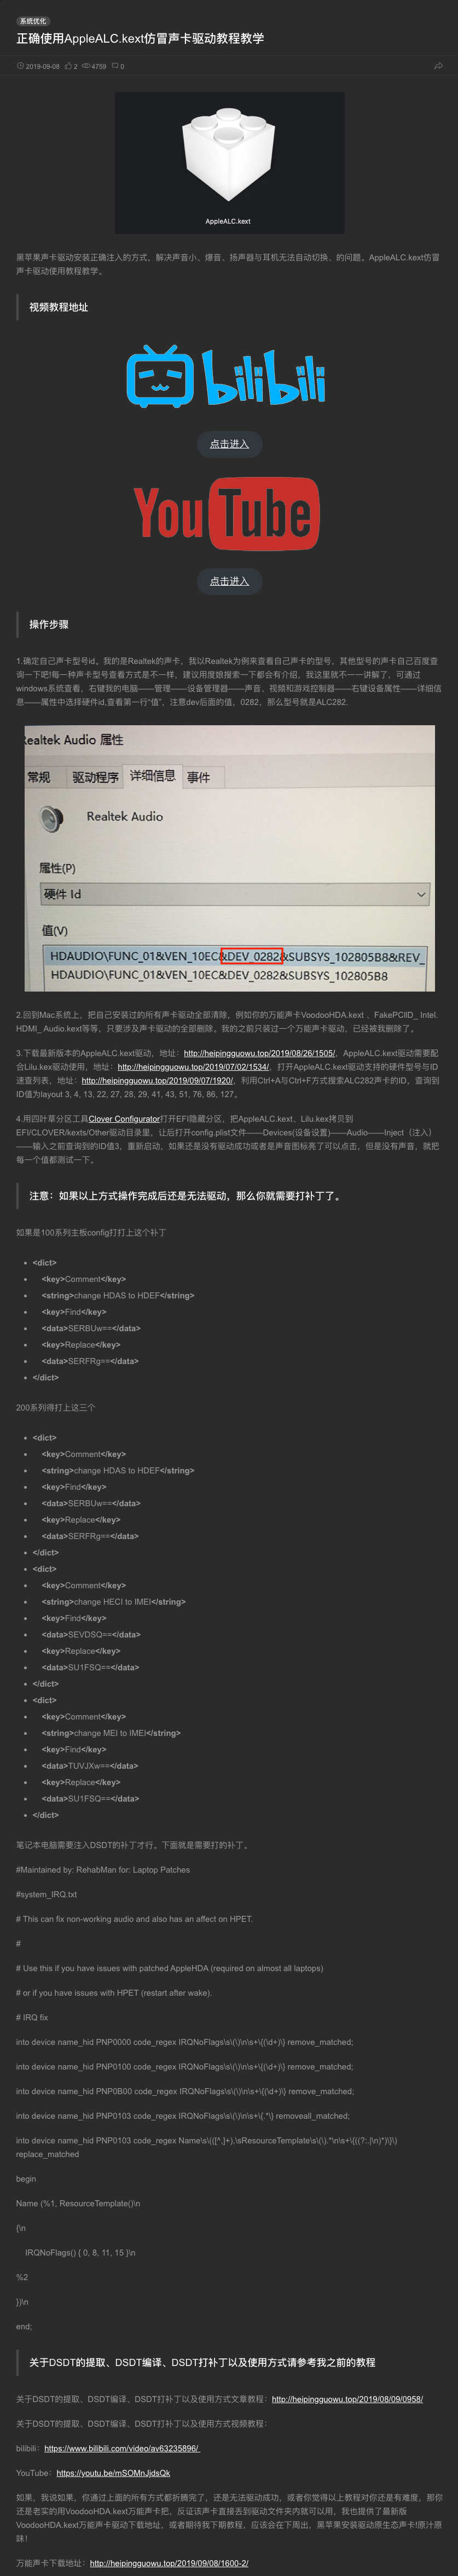 系统优化
正确使用AppleALC.kext仿冒声卡驱动教程教学
2019-09-08 2 4759 0
AppleALC.kext
黑苹果声卡驱动安装正确注入的方式，解决声音小、爆音、扬声器与耳机无法自动切换、的问题。AppleALC.kext仿冒
声卡驱动使用教程教学。
视频教程地址
bilibili
点击进入
YouTube
点击进入
操作步骤
1.确定自己声卡型号id。我的是Realtek的声卡，我以Realtek为例来查看自己声卡的型号，其他型号的声卡自己百度查
询一下吧!每一种声卡型号查看方式是不一样，建议用度娘搜索一下都会有介绍，我这里就不一一讲解了，可通过
windows系统查看，右键我的电脑——管理——设备管理器——声音、视频和游戏控制器——右键设备属性——详细信
息——属性中选择硬件id,查看第一行“值”，注意dev后面的值，0282，那么型号就是ALC282.
Realtek Audio 属性
常规 驱动程序 详细信息 事件
Realtek Audio
属性(P)
硬件 Id
值(V)
HDAUDIO\FUNC_01&VEN_10EC&DEV_0282&SUBSYS_102805B8&REV_
HDAUDIO\FUNC_01&VEN_10EC&DEV_0282&SUBSYS_102805B8
2.回到Mac系统上，把自己安装过的所有声卡驱动全部清除，例如你的万能声卡VoodooHDA.kext 、FakePCIID_ Intel.
HDMI_ Audio.kext等等，只要涉及声卡驱动的全部删除。我的之前只装过一个万能声卡驱动，已经被我删除了。
3.下载最新版本的AppleALC.kext驱动，地址：http://heipingguowu.top/2019/08/26/1505/，AppleALC.kext驱动需要配
合Lilu.kex驱动使用，地址：http://heipingguowu.top/2019/07/02/1534/，打开AppleALC.kext驱动支持的硬件型号与ID
速查列表，地址：http://heipingguowu.top/2019/09/07/1920/，利用Ctrl+A与Ctrl+F方式搜索ALC282声卡的ID，查询到
ID值为layout 3, 4, 13, 22, 27, 28, 29, 41, 43, 51, 76, 86, 127。
4.用四叶草分区工具Clover Configurator打开EFI隐藏分区，把AppleALC.kext、Lilu.kex拷贝到
EFI/CLOVER/kexts/Other驱动目录里，让后打开config.plist文件——Devices(设备设置)——Audio——Inject（注入）
——输入之前查询到的ID值3，重新启动，如果还是没有驱动成功或者是声音图标亮了可以点击，但是没有声音，就把
每一个值都测试一下。
注意：如果以上方式操作完成后还是无法驱动，那么你就需要打补丁了。
如果是100系列主板config打打上这个补丁
<dict>
<key>Comment</key>
<string>change HDAS to HDEF</string>
<key>Find</key>
<data>SERBUw==</data>
<key>Replace</key>
<data>SERFRg==</data>
</dict>
200系列得打上这三个
<dict>
<key>Comment</key>
<string>change HDAS to HDEF</string>
<key>Find</key>
<data>SERBUw==</data>
<key>Replace</key>
<data>SERFRg==</data>
</dict>
<dict>
<key>Comment</key>
<string>change HECI to IMEI</string>
<key>Find</key>
<data>SEVDSQ==</data>
<key>Replace</key>
<data>SU1FSQ==</data>
</dict>
<dict>
<key>Comment</key>
<string>change MEI to IMEI</string>
<key>Find</key>
<data>TUVJXw==</data>
<key>Replace</key>
<data>SU1FSQ==</data>
</dict>
笔记本电脑需要注入DSDT的补丁才行。下面就是需要打的补丁。
#Maintained by: RehabMan for: Laptop Patches
#system_IRQ.txt
# This can fix non-working audio and also has an affect on HPET.
#
# Use this if you have issues with patched AppleHDA (required on almost all laptops)
# or if you have issues with HPET (restart after wake).
# IRQ fix
into device name_hid PNP0000 code_regex IRQNoFlags\s\(\)\n\s+\{(\d+)\} remove_matched;
into device name_hid PNP0100 code_regex IRQNoFlags\s\(\)\n\s+\{(\d+)\} remove_matched;
into device name_hid PNP0B00 code_regex IRQNoFlags\s\(\)\n\s+\{(\d+)\} remove_matched;
into device name_hid PNP0103 code_regex IRQNoFlags\s\(\)\n\s+\{.*\} removeall_matched;
into device name_hid PNP0103 code_regex Name\s\(([^,]+),\sResourceTemplate\s\(\).*\n\s+\{((?:.|\n)*)\}\)
replace_matched
begin
Name (%1, ResourceTemplate()\n
{\n
IRQNoFlags() { 0, 8, 11, 15 }\n
%2
})\n
end;
关于DSDT的提取、DSDT编译、DSDT打补丁以及使用方式请参考我之前的教程
关于DSDT的提取、DSDT编译、DSDT打补丁以及使用方式文章教程：http://heipingguowu.top/2019/08/09/0958/
关于DSDT的提取、DSDT编译、DSDT打补丁以及使用方式视频教程：
bilibili：https://www.bilibili.com/video/av63235896/
YouTube：https://youtu.be/mSOMnJjdsQk
如果，我说如果，你通过上面的所有方式都折腾完了，还是无法驱动成功，或者你觉得以上教程对你还是有难度，那你
还是老实的用VoodooHDA.kext万能声卡把，反证该声卡直接丢到驱动文件夹内就可以用，我也提供了最新版
VoodooHDA.kext万能声卡驱动下载地址，或者期待我下期教程，应该会在下周出，黑苹果安装驱动原生态声卡!原汁原
味!
万能声卡下载地址：http://heipingguowu.top/2019/09/08/1600-2/